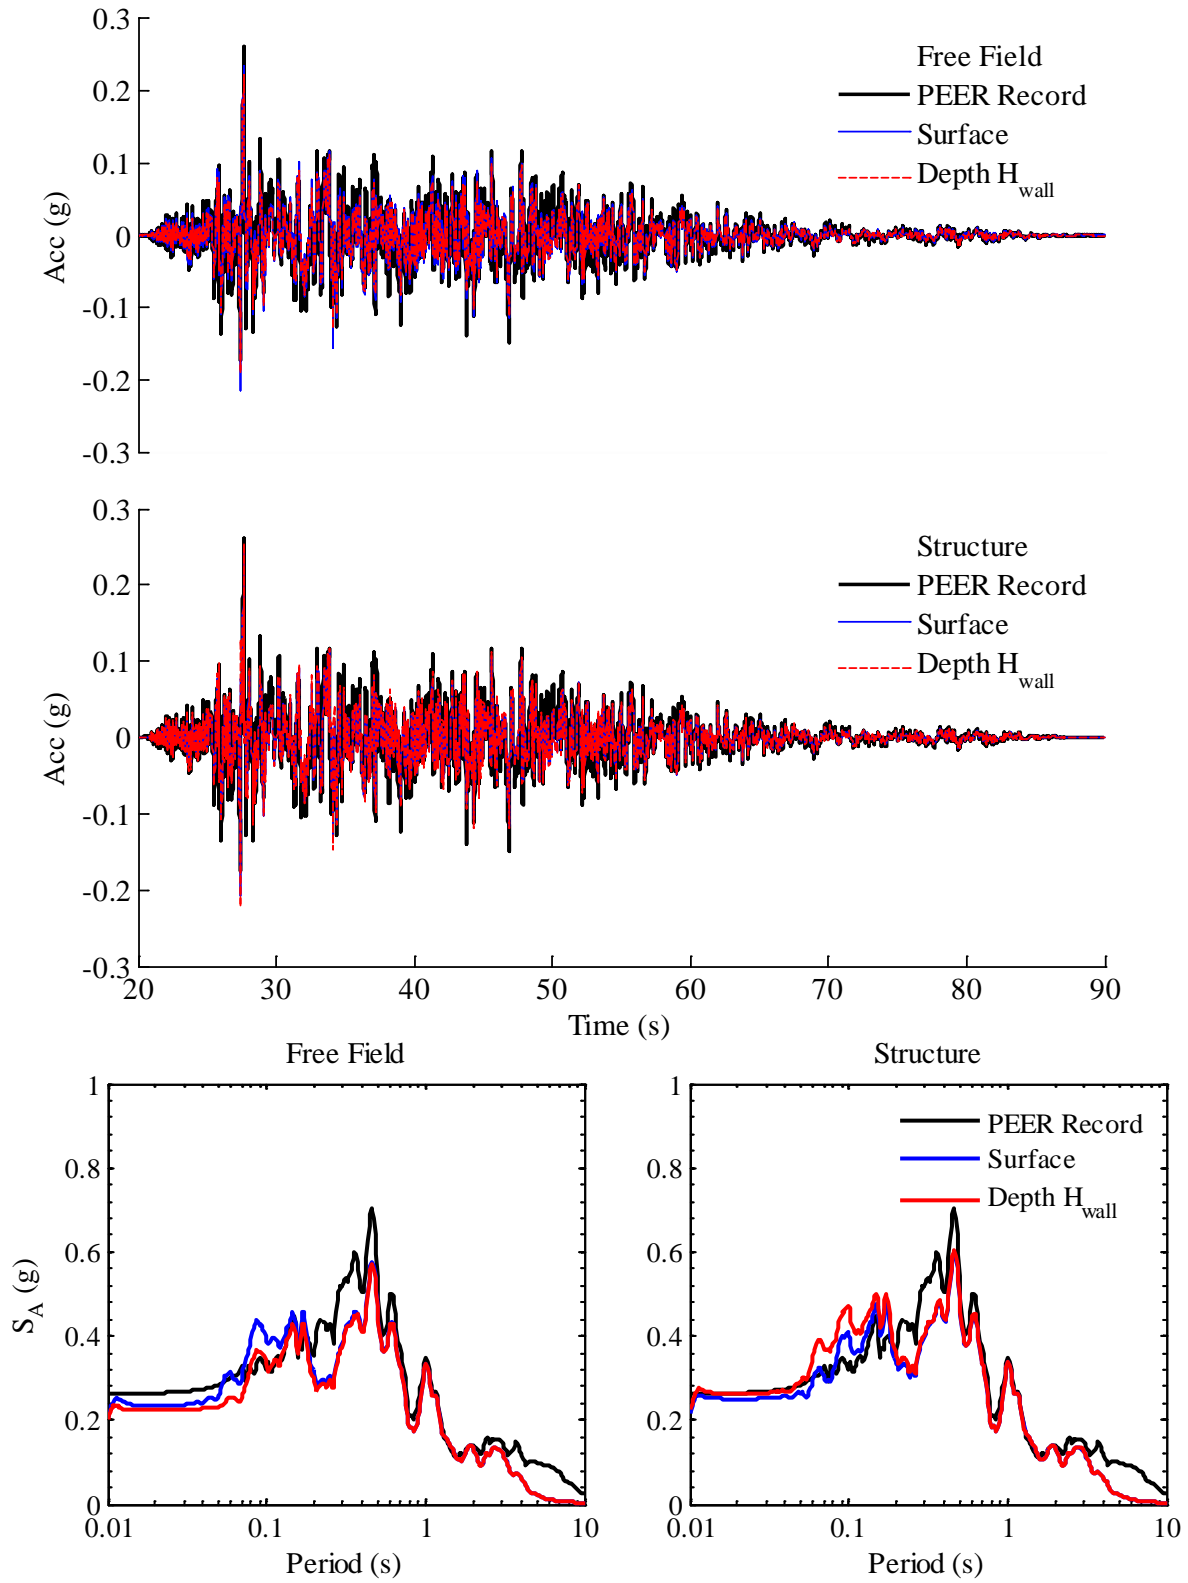 0.3
0.2
0.1
0
-0.1
-0.2
-0.3
Acc (g)
Free Field
PEER Record
Surface
Depth H_wall
0.3
0.2
0.1
0
-0.1
-0.2
-0.3
Acc (g)
Structure
PEER Record
Surface
Depth H_wall
20 30 40 50 60 70 80 90
Time (s)
Free Field
1
0.8
0.6
0.4
0.2
0
S_A (g)
0.01 0.1 1 10
Period (s)
Structure
PEER Record
Surface
Depth H_wall
1
0.8
0.6
0.4
0.2
0
0.01 0.1 1 10
Period (s)